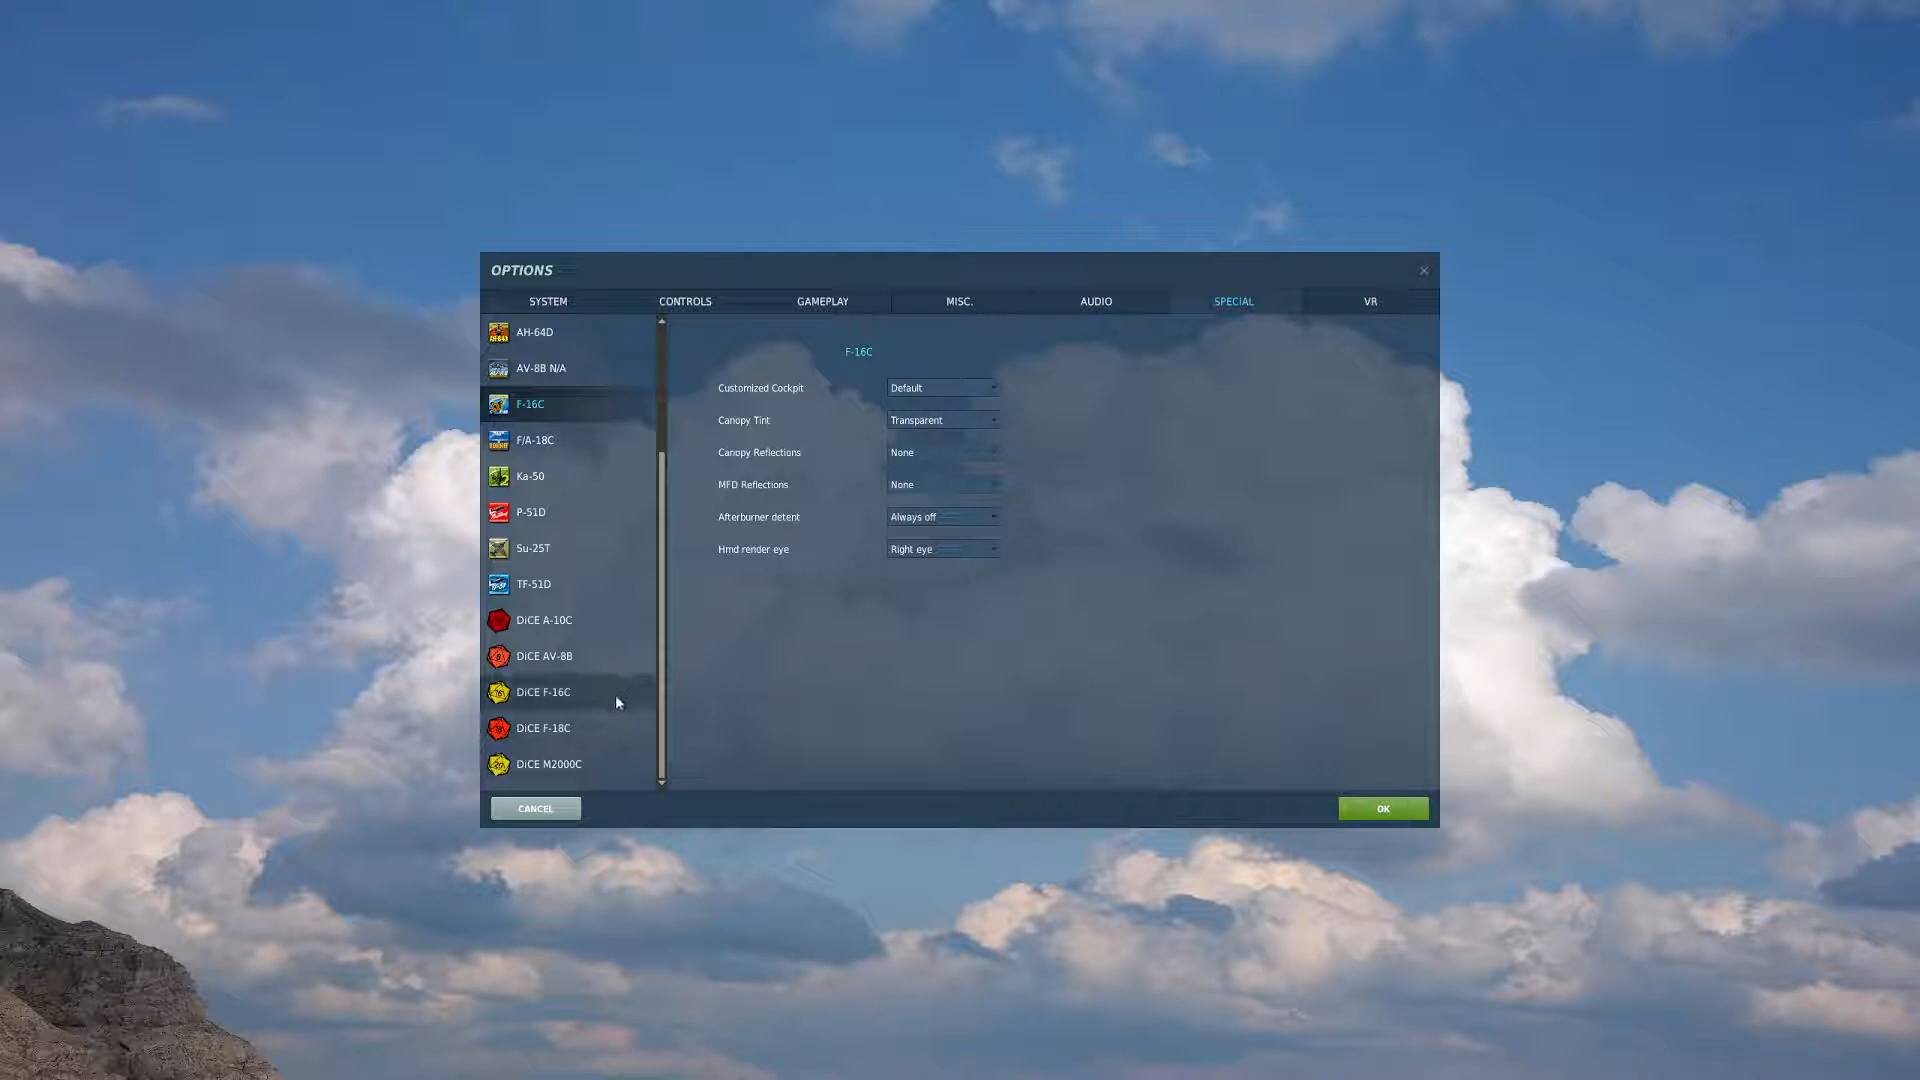 OPTIONS
SYSTEM CONTROLS GAMEPLAY MISC. AUDIO SPECIAL VR
AH-64D
AV-8B N/A
F-16C
F/A-18C
Ka-50
P-51D
Su-25T
TF-51D
DiCE A-10C
DiCE AV-8B
DiCE F-16C
DiCE F-18C
DiCE M2000C
F-16C
Customized Cockpit Default
Canopy Tint Transparent
Canopy Reflections None
MFD Reflections None
Afterburner detent Always off
Hmd render eye Right eye
CANCEL OK